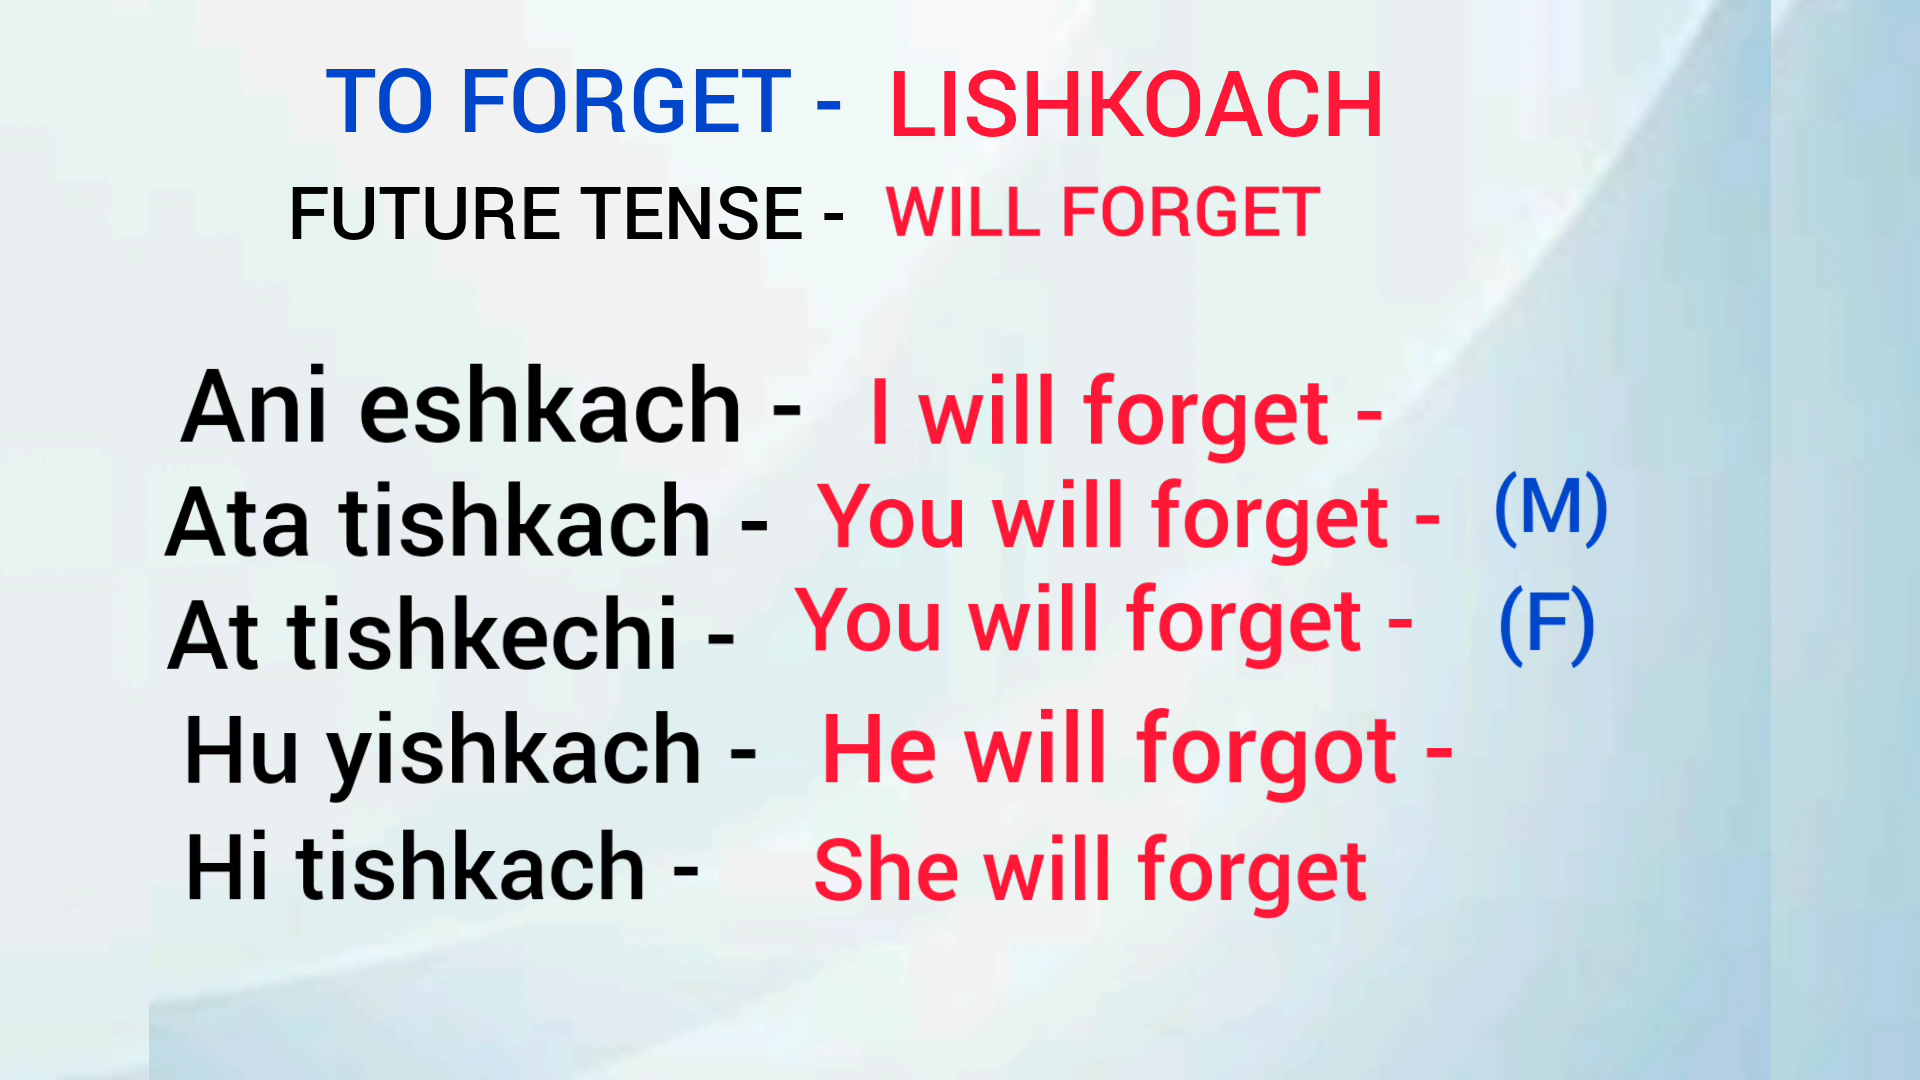 TO FORGET - LISHKOACH
FUTURE TENSE - WILL FORGET
Ani eshkach - I will forget -
Ata tishkach - You will forget - (M)
At tishkechi - You will forget - (F)
Hu yishkach - He will forgot -
Hi tishkach - She will forget